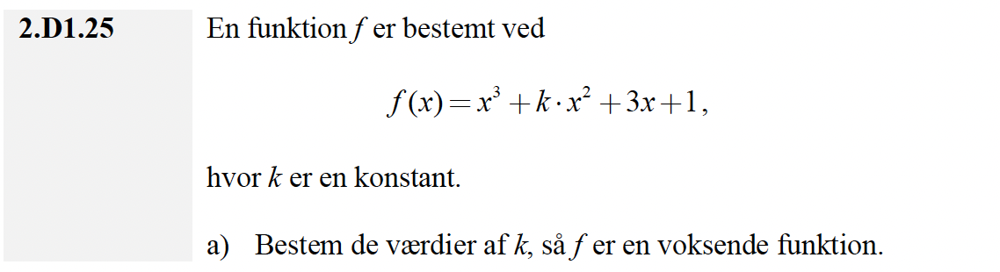 2.D1.25 En funktion f er bestemt ved
f(x) = x³ + k · x² + 3x + 1,
hvor k er en konstant.
a) Bestem de værdier af k, så f er en voksende funktion.